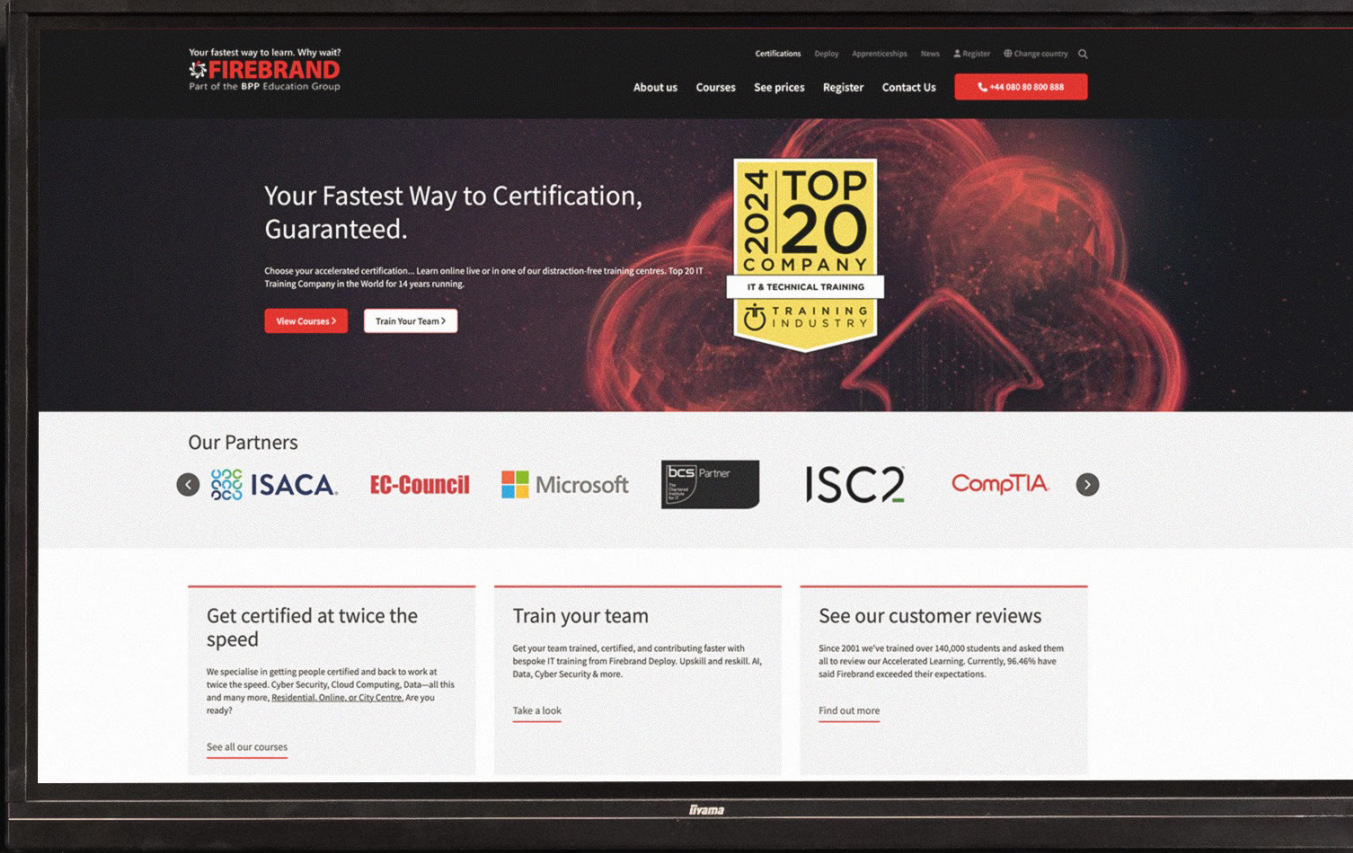 Your fastest way to learn. Why wait?
FIREBRAND
Part of the BPP Education Group
Certifications Deploy Apprenticeships News Register Change country
About us Courses See prices Register Contact Us +44 080 80 800 888
Your Fastest Way to Certification,
Guaranteed.
Choose your accelerated certification... Learn online live or in one of our distraction-free training centres. Top 20 IT
Training Company in the World for 14 years running.
View Courses
Train Your Team
2024
TOP
20
COMPANY
IT & TECHNICAL TRAINING
TRAINING
INDUSTRY
Our Partners
ISACA.
EC-Council
Microsoft
bcs Partner
The
Chartered
Institute
for IT
ISC2
CompTIA
Get certified at twice the
speed
We specialise in getting people certified and back to work at
twice the speed. Cyber Security, Cloud Computing, Data—all this
and many more, Residential, Online, or City Centre. Are you
ready?
See all our courses
Train your team
Get your team trained, certified, and contributing faster with
bespoke IT training from Firebrand Deploy. Upskill and reskill. AI,
Data, Cyber Security & more.
Take a look
See our customer reviews
Since 2001 we've trained over 140,000 students and asked them
all to review our Accelerated Learning. Currently, 96.46% have
said Firebrand exceeded their expectations.
Find out more
iiyama